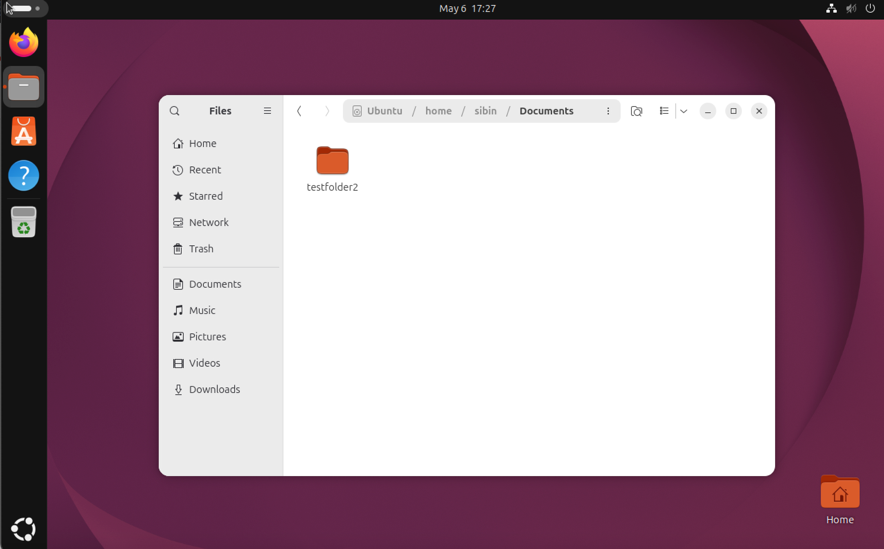 May 6 17:27
Files
Ubuntu / home / sibin / Documents
Home
Recent
Starred
Network
Trash
Documents
Music
Pictures
Videos
Downloads
testfolder2
Home